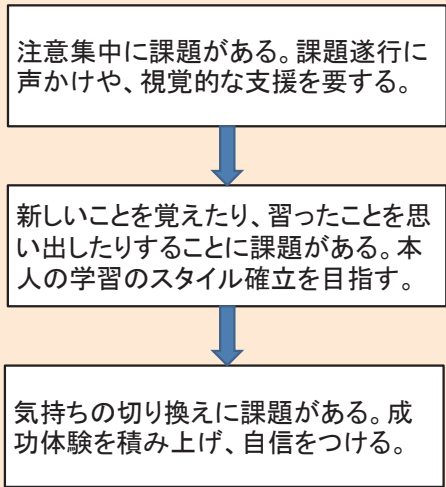 注意集中に課題がある。課題遂行に
声かけや、視覚的な支援を要する。
新しいことを覚えたり、習ったことを思
い出したりすることに課題がある。本
人の学習のスタイル確立を目指す。
気持ちの切り換えに課題がある。成
功体験を積み上げ、自信をつける。